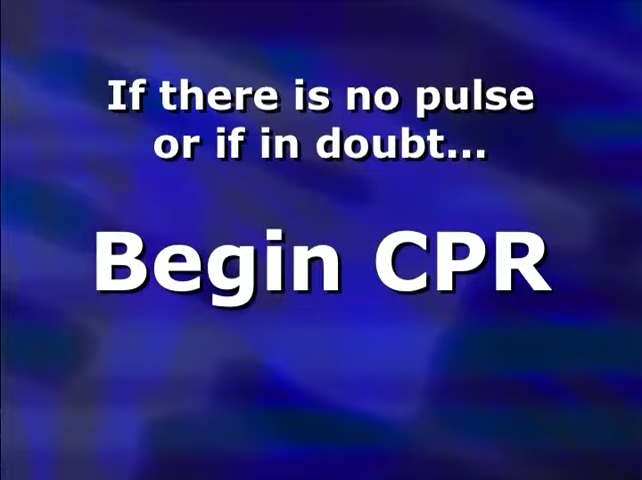 If there is no pulse
or if in doubt...
Begin CPR